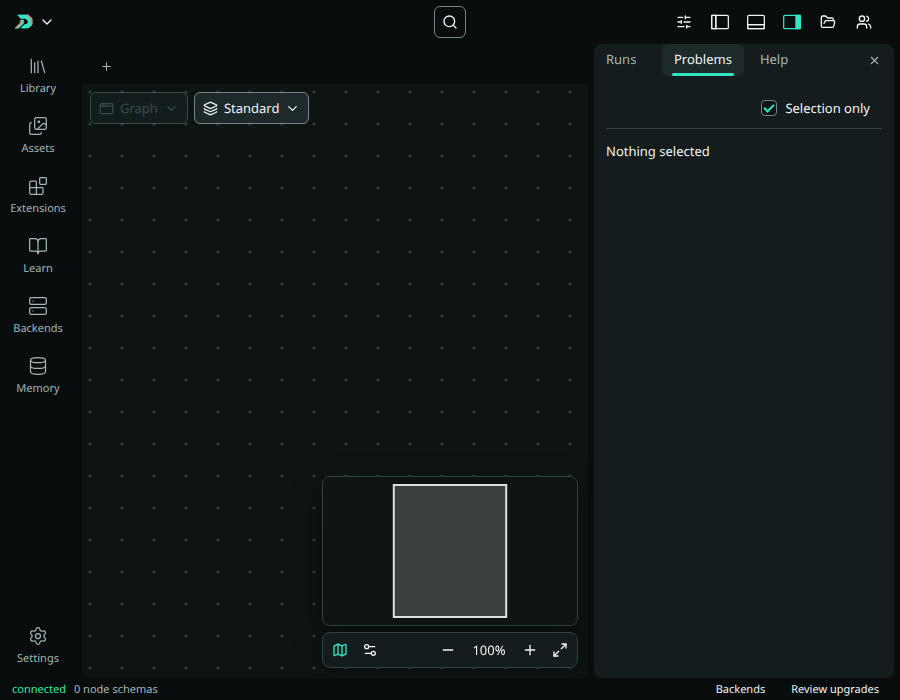 Library
Assets
Extensions
Learn
Backends
Memory
Settings
Graph
Standard
100%
Runs
Problems
Help
Selection only
Nothing selected
connected
0 node schemas
Backends
Review upgrades